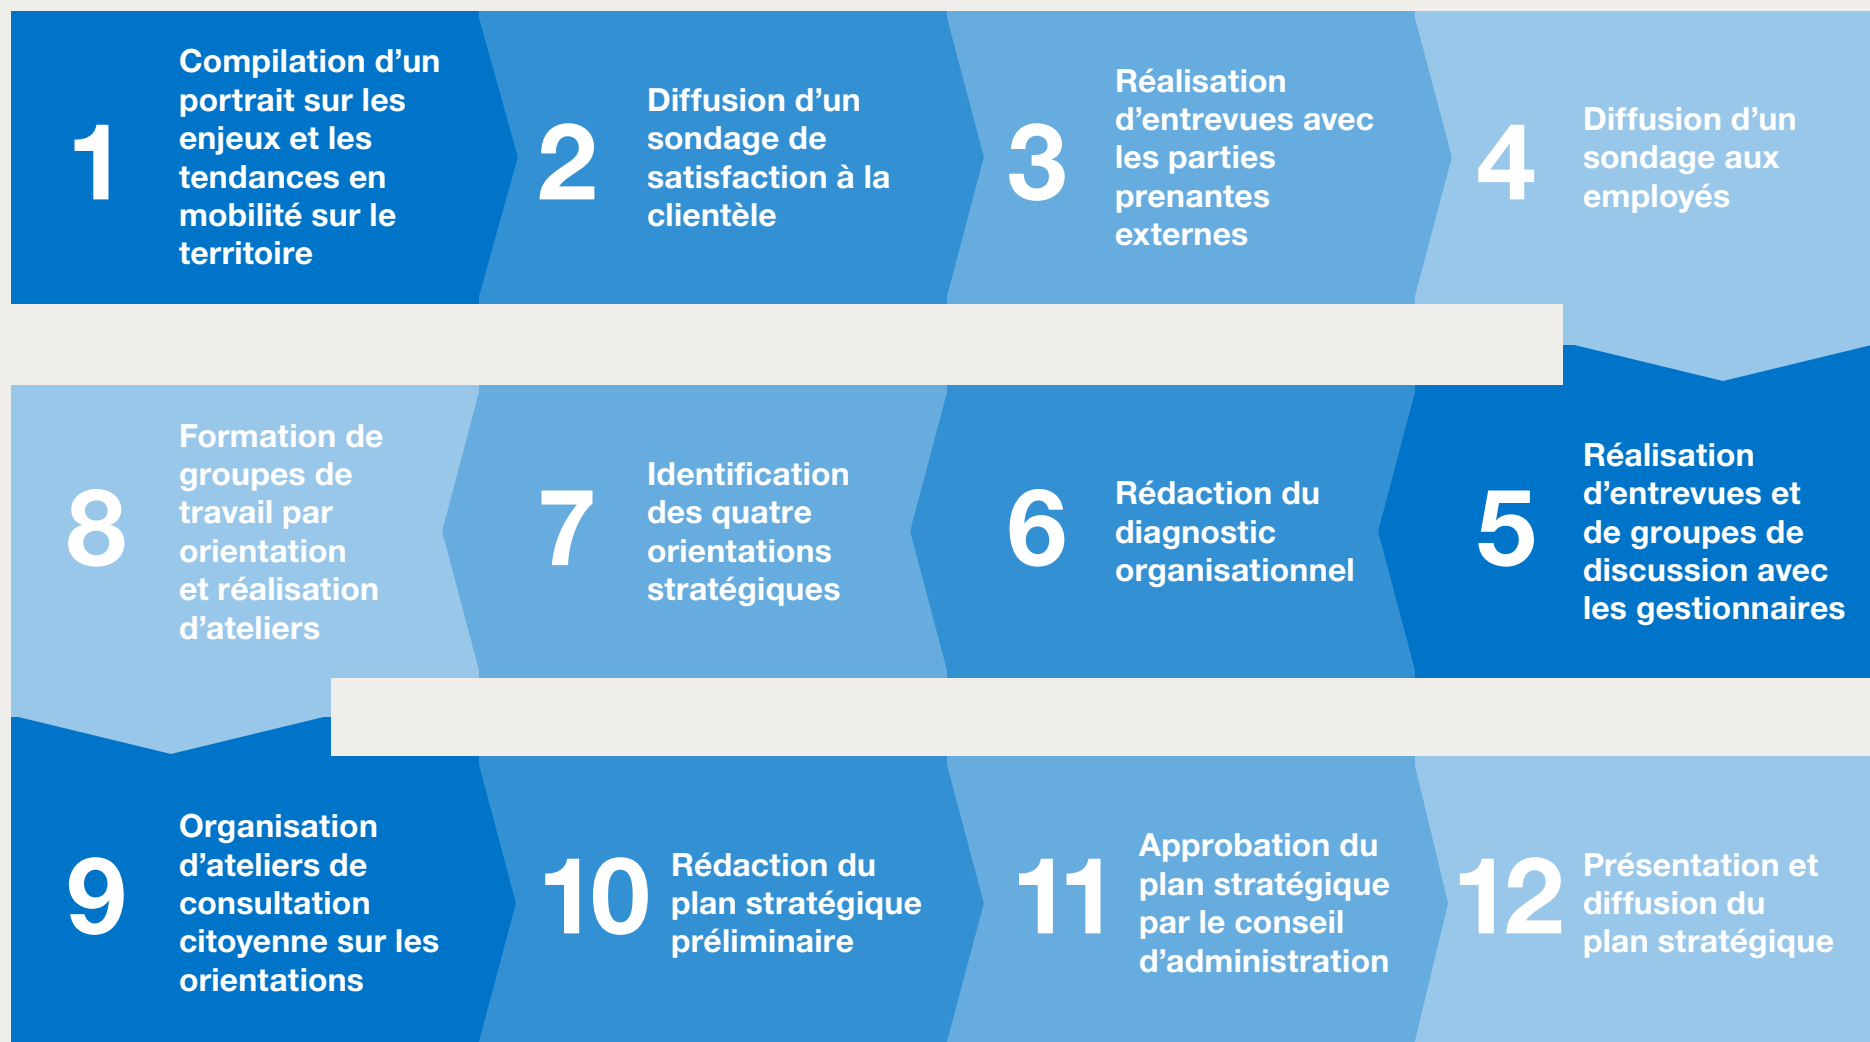 1
Compilation d’un
portrait sur les
enjeux et les
tendances en
mobilité sur le
territoire
2
Diffusion d’un
sondage de
satisfaction à la
clientèle
3
Réalisation
d’entrevues avec
les parties
prenantes
externes
4
Diffusion d’un
sondage aux
employés
5
Réalisation
d’entrevues et
de groupes de
discussion avec
les gestionnaires
6
Rédaction du
diagnostic
organisationnel
7
Identification
des quatre
orientations
stratégiques
8
Formation de
groupes de
travail par
orientation
et réalisation
d’ateliers
9
Organisation
d’ateliers de
consultation
citoyenne sur les
orientations
10
Rédaction du
plan stratégique
préliminaire
11
Approbation du
plan stratégique
par le conseil
d’administration
12
Présentation et
diffusion du
plan stratégique